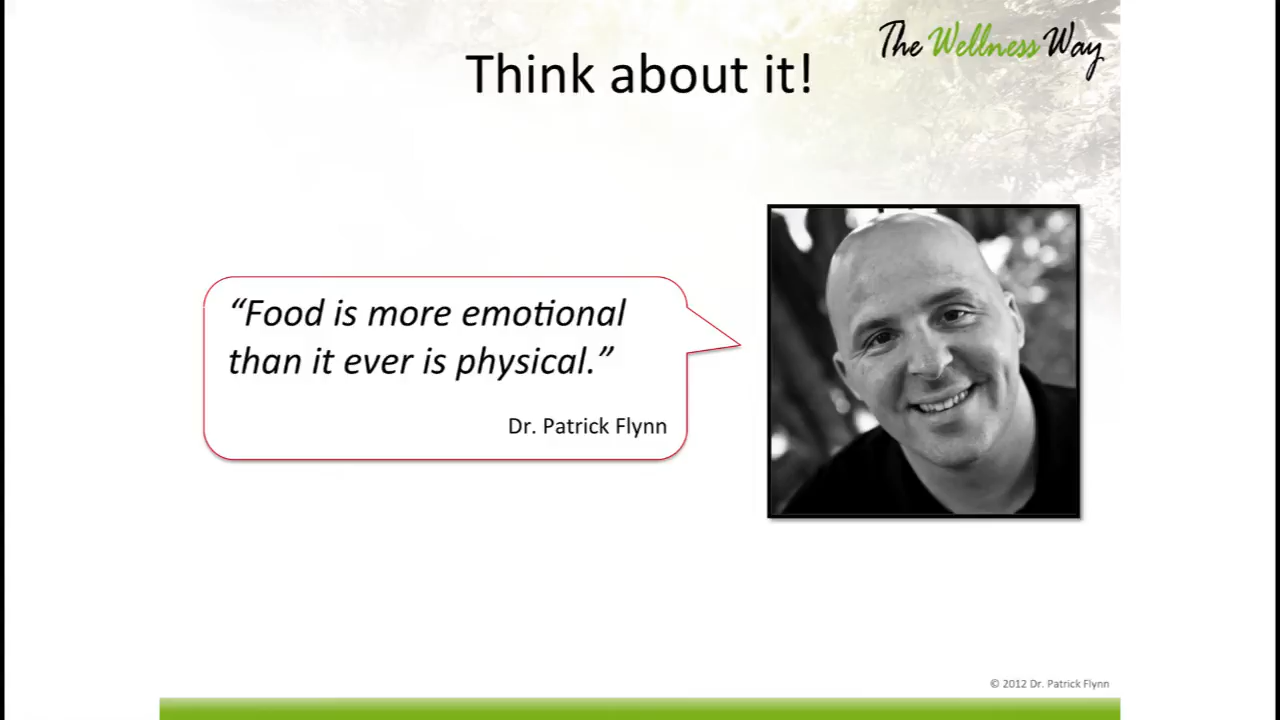 The Wellness Way
Think about it!
“Food is more emotional
than it ever is physical.”
Dr. Patrick Flynn
© 2012 Dr. Patrick Flynn